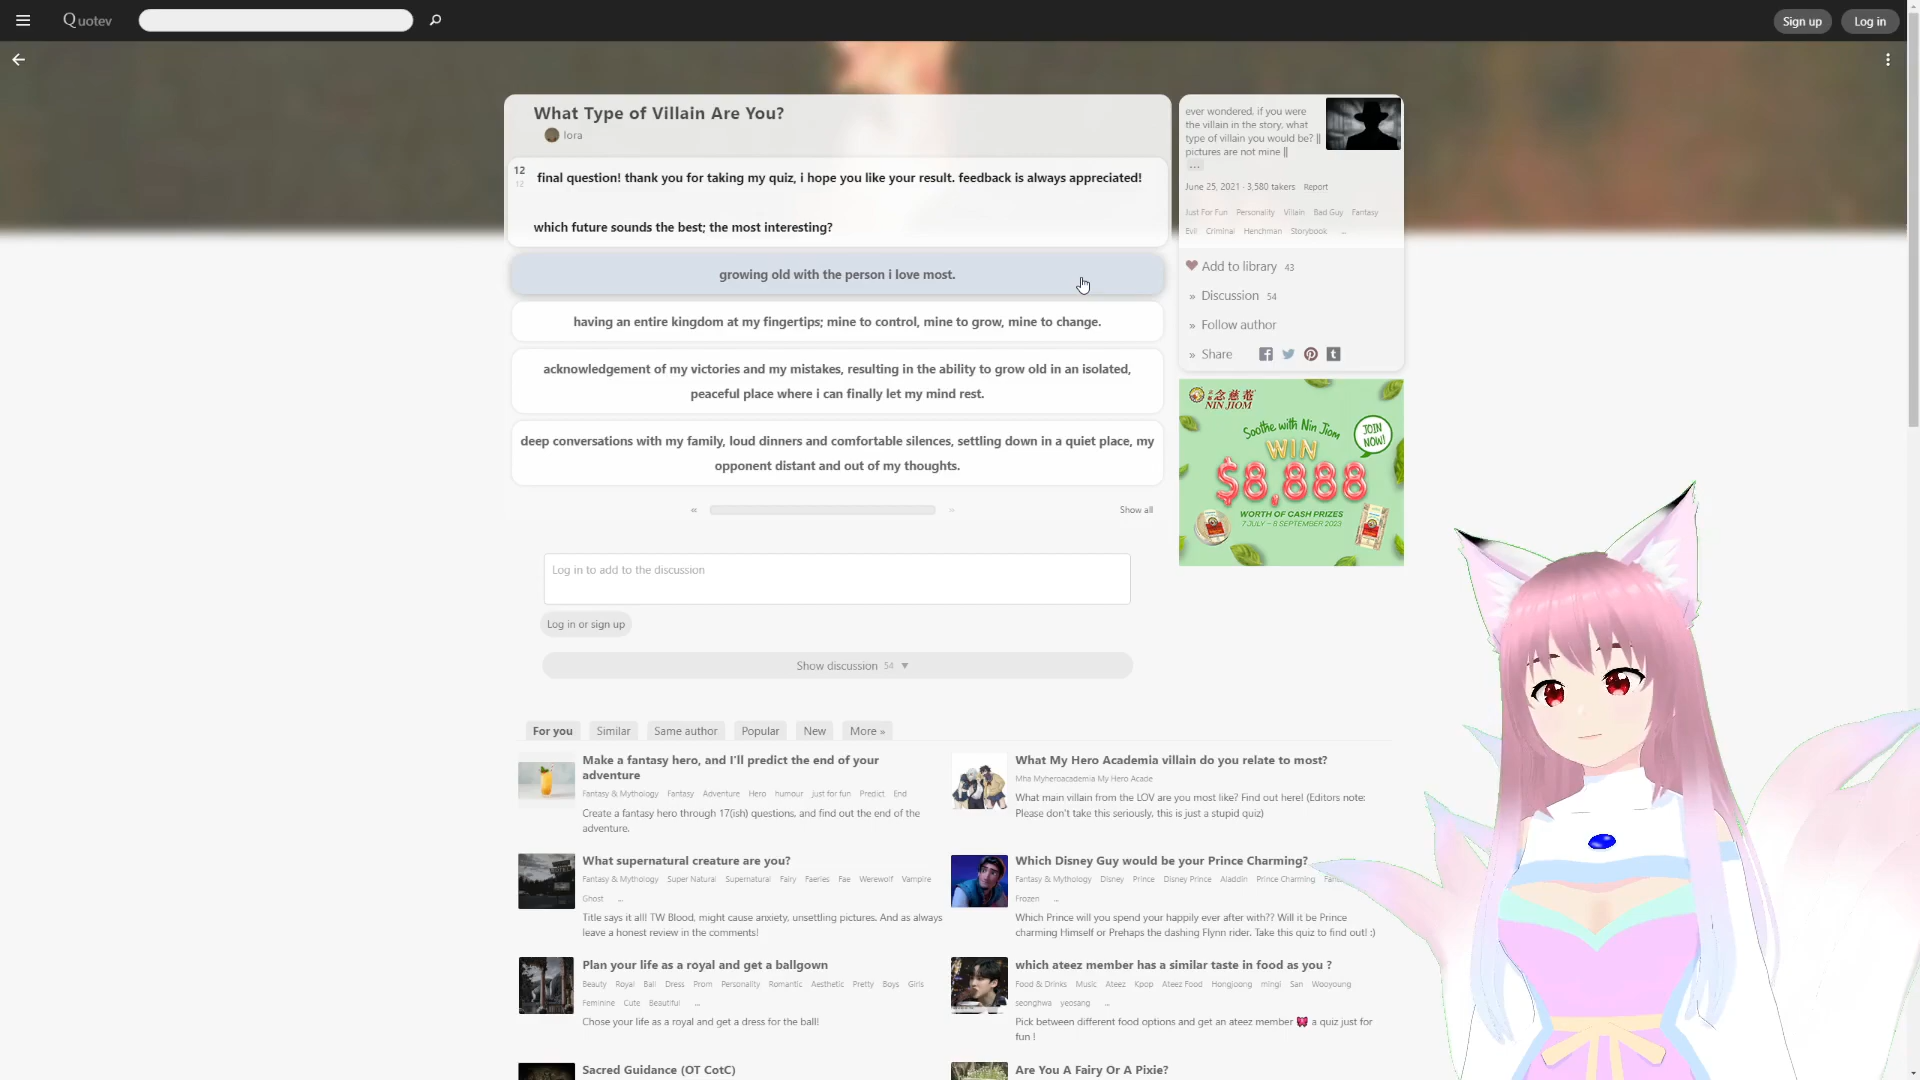 Quotev
Sign up
Log in
What Type of Villain Are You?
lora
12
12
final question! thank you for taking my quiz, i hope you like your result. feedback is always appreciated!
which future sounds the best; the most interesting?
growing old with the person i love most.
having an entire kingdom at my fingertips; mine to control, mine to grow, mine to change.
acknowledgement of my victories and my mistakes, resulting in the ability to grow old in an isolated,
peaceful place where i can finally let my mind rest.
deep conversations with my family, loud dinners and comfortable silences, settling down in a quiet place, my
opponent distant and out of my thoughts.
« »
Show all
ever wondered, if you were
the villain in the story, what
type of villain you would be? ||
pictures are not mine ||
...
June 25, 2021 · 3,580 takers Report
Just For Fun Personality Villain Bad Guy Fantasy
Evil Criminal Henchman Storybook ...
Add to library 43
» Discussion 54
» Follow author
» Share
念慈菴
NIN JIOM
Soothe with Nin Jiom
JOIN
NOW!
WIN
$8,888
WORTH OF CASH PRIZES
7 JULY – 8 SEPTEMBER 2023
Log in to add to the discussion
Log in or sign up
Show discussion 54 ▼
For you Similar Same author Popular New More »
Make a fantasy hero, and I'll predict the end of your
adventure
Fantasy & Mythology Fantasy Adventure Hero humour just for fun Predict End
Create a fantasy hero through 17(ish) questions, and find out the end of the
adventure.
What My Hero Academia villain do you relate to most?
Mha Myheroacademia My Hero Acade
What main villain from the LOV are you most like? Find out here! (Editors note:
Please don't take this seriously, this is just a stupid quiz)
What supernatural creature are you?
Fantasy & Mythology Super Natural Supernatural Fairy Faeries Fae Werewolf Vampire
Ghost ...
Title says it all! TW Blood, might cause anxiety, unsettling pictures. And as always
leave a honest review in the comments!
Which Disney Guy would be your Prince Charming?
Fantasy & Mythology Disney Prince Disney Prince Aladdin Prince Charming
Frozen ...
Which Prince will you spend your happily ever after with?? Will it be Prince
charming Himself or Prehaps the dashing Flynn rider. Take this quiz to find out! :)
Plan your life as a royal and get a ballgown
Beauty Royal Ball Dress Prom Personality Romantic Aesthetic Pretty Boys Girls
Feminine Cute Beautiful ...
Chose your life as a royal and get a dress for the ball!
which ateez member has a similar taste in food as you ?
Food & Drinks Music Ateez Kpop Ateez Food Hongjoong mingi San Wooyoung
seonghwa yeosang ...
Pick between different food options and get an ateez member 🎀 a quiz just for
fun !
Sacred Guidance (OT CotC)
Are You A Fairy Or A Pixie?